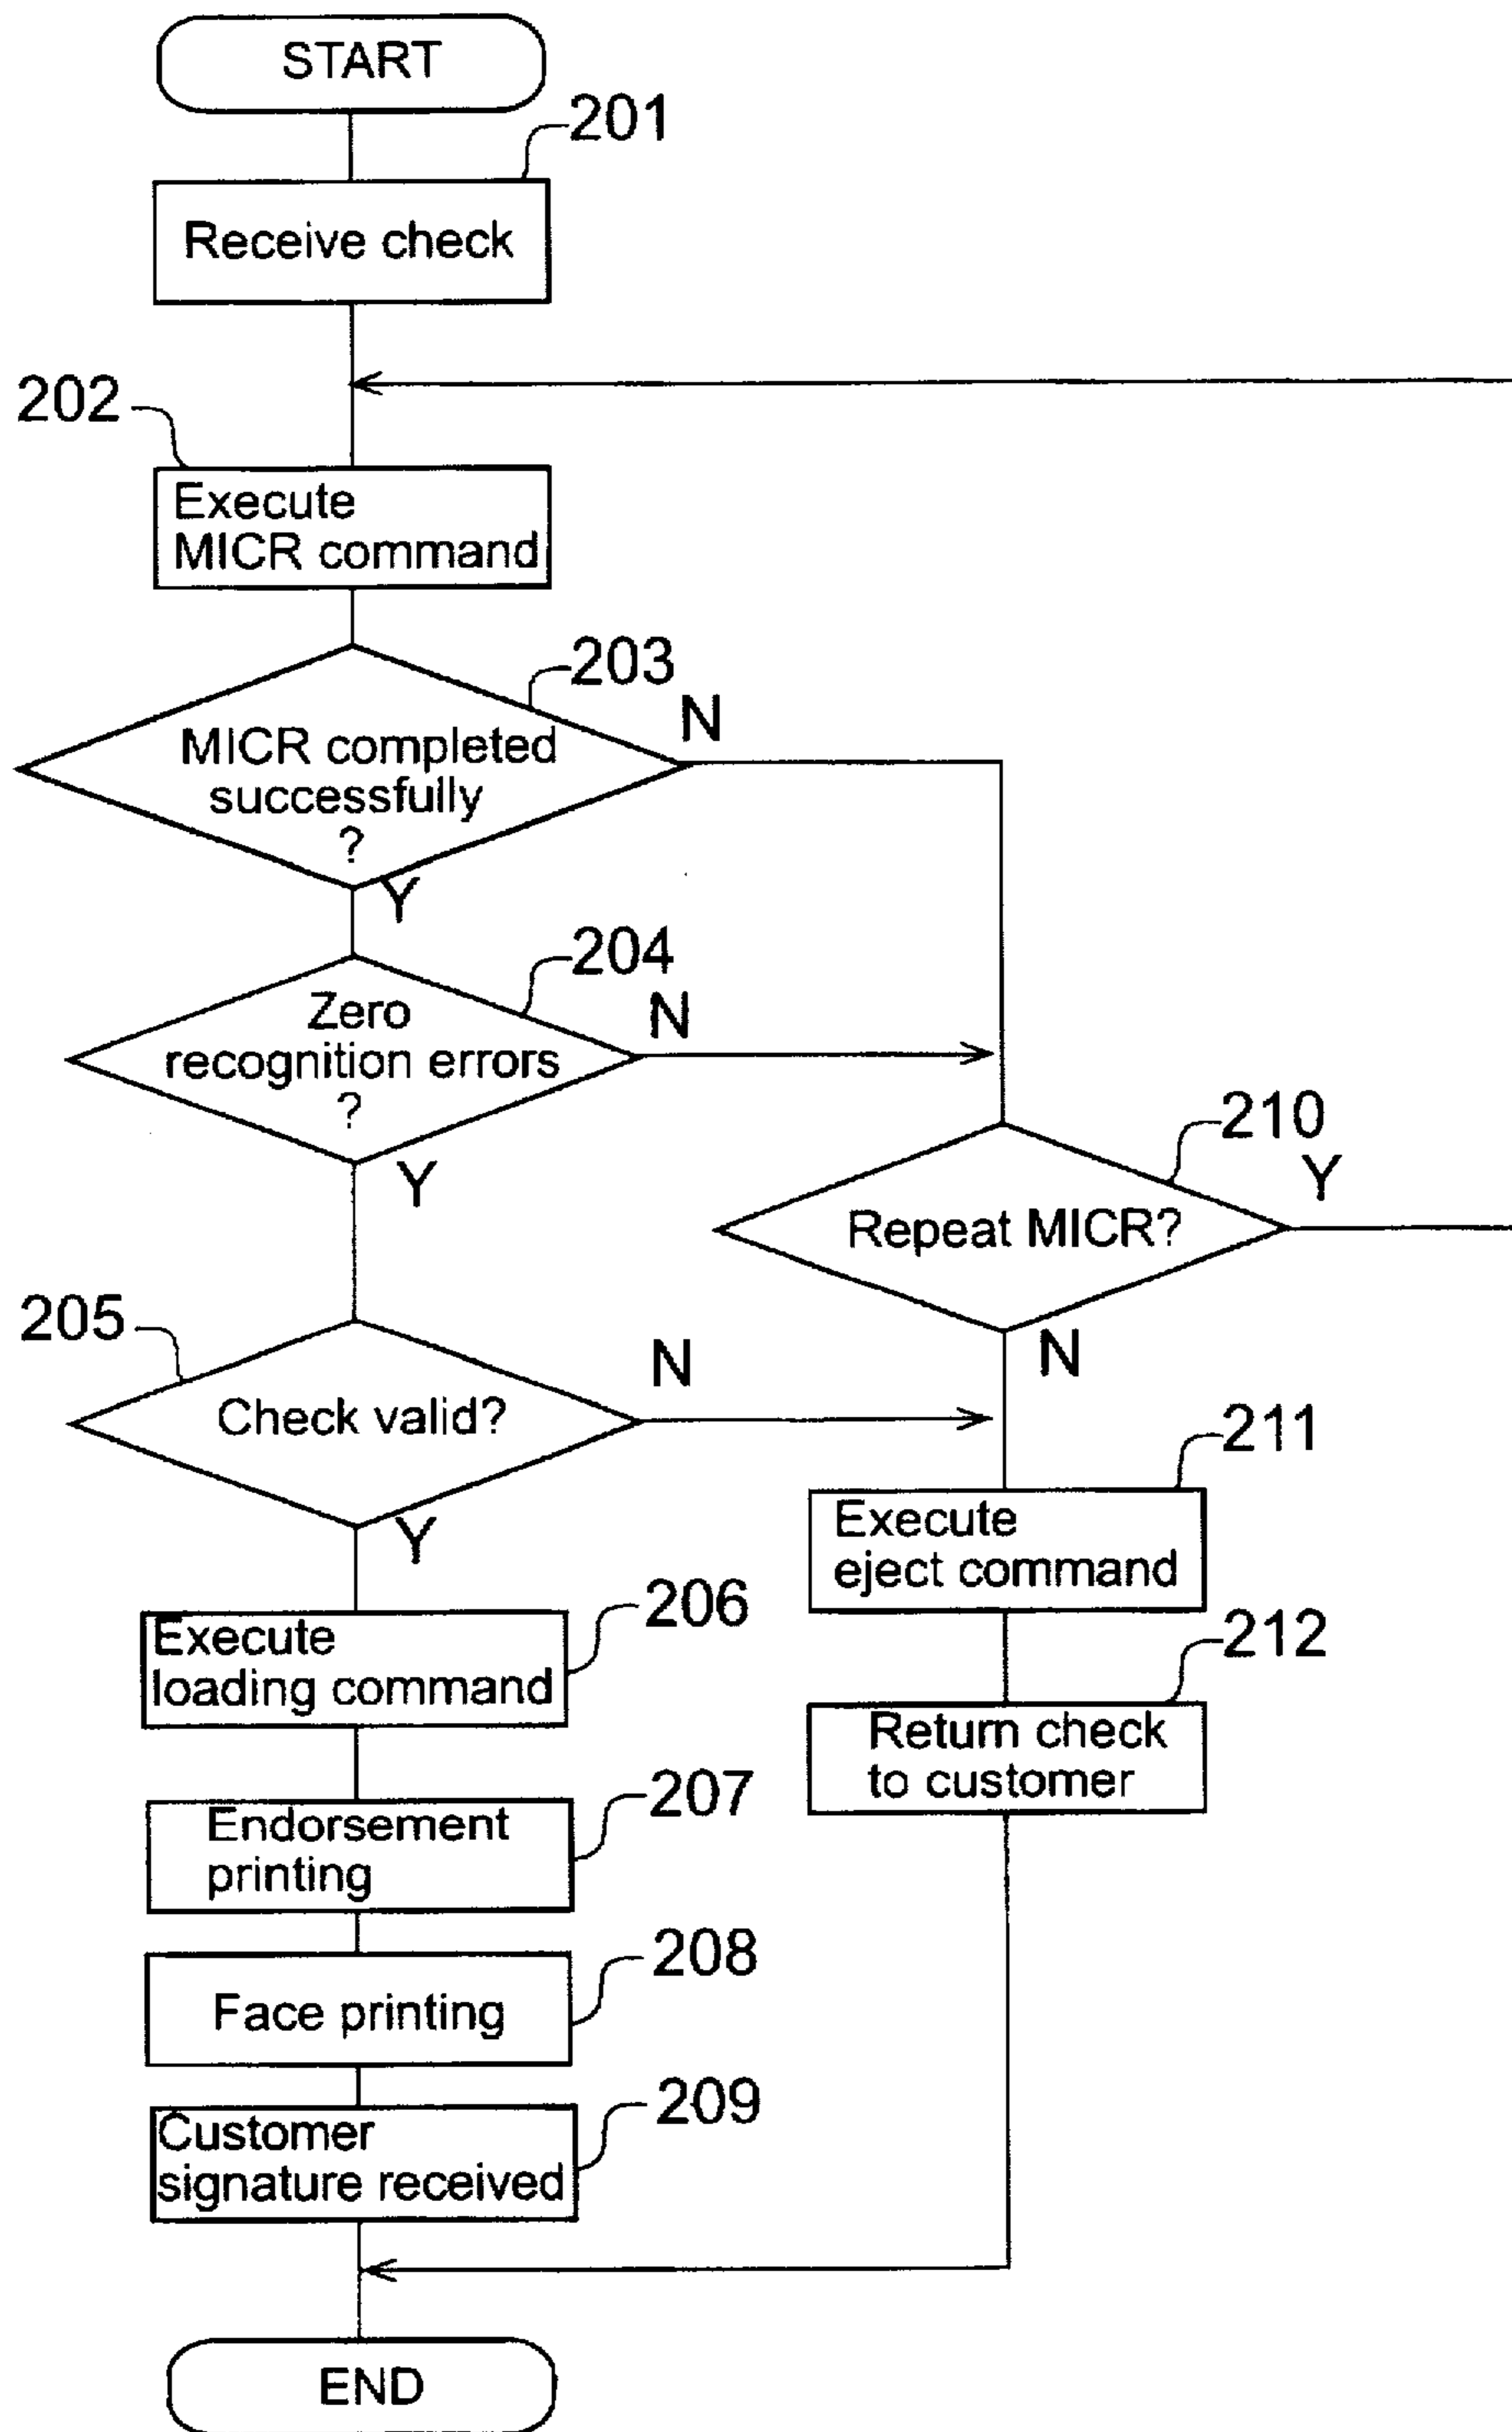 START
201
Receive check
202
Execute
MICR command
203
MICR completed
successfully
?
N
Y
204
Zero
recognition errors
?
N
Y
210
Repeat MICR?
Y
N
205
Check valid?
N
Y
211
Execute
eject command
206
Execute
loading command
212
Return check
to customer
207
Endorsement
printing
208
Face printing
209
Customer
signature received
END